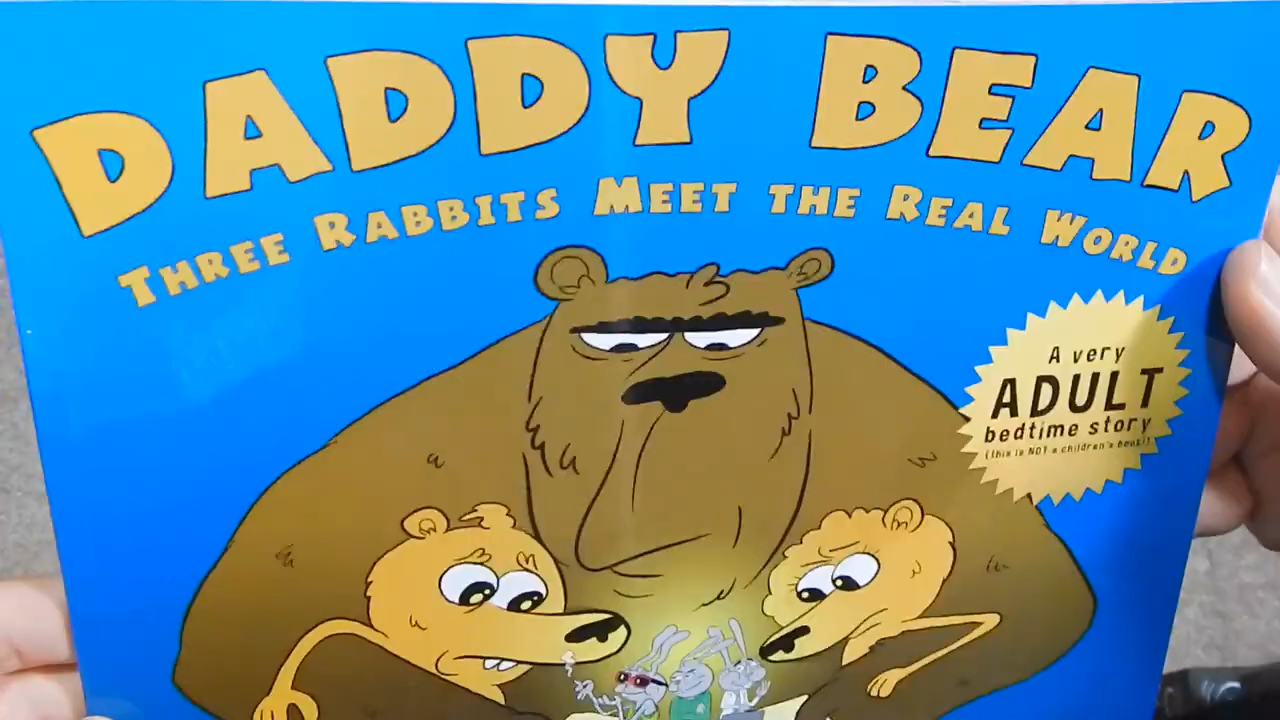 DADDY BEAR
THREE RABBITS MEET THE REAL WORLD
A very
ADULT
bedtime story
(this is NOT a children's book!)